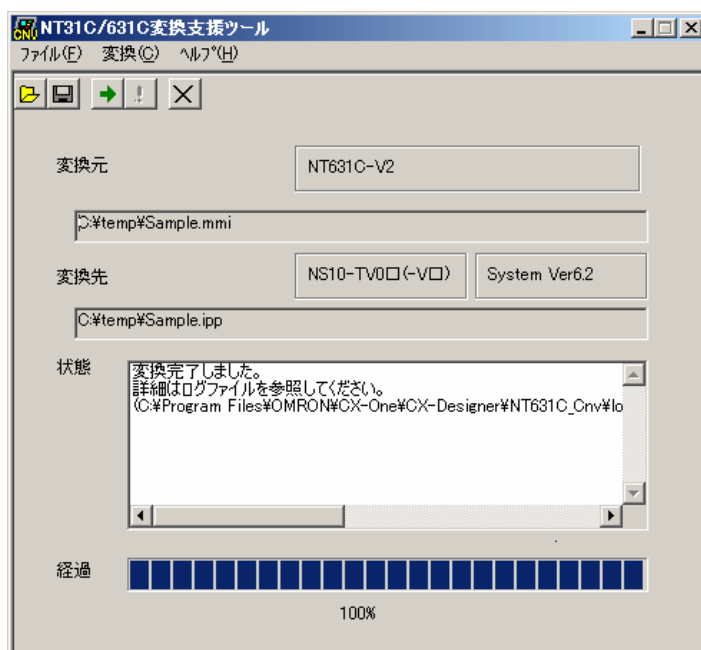 NT31C/631C変換支援ツール
ファイル(F) 変換(C) ヘルプ(H)
変換元
NT631C-V2
C:¥temp¥Sample.mmi
変換先
NS10-TV0□(-V□)
System Ver6.2
C:¥temp¥Sample.ipp
状態
変換完了しました。
詳細はログファイルを参照してください。
(C:¥Program Files¥OMRON¥CX-One¥CX-Designer¥NT631C_Cnv¥lo
経過
100%